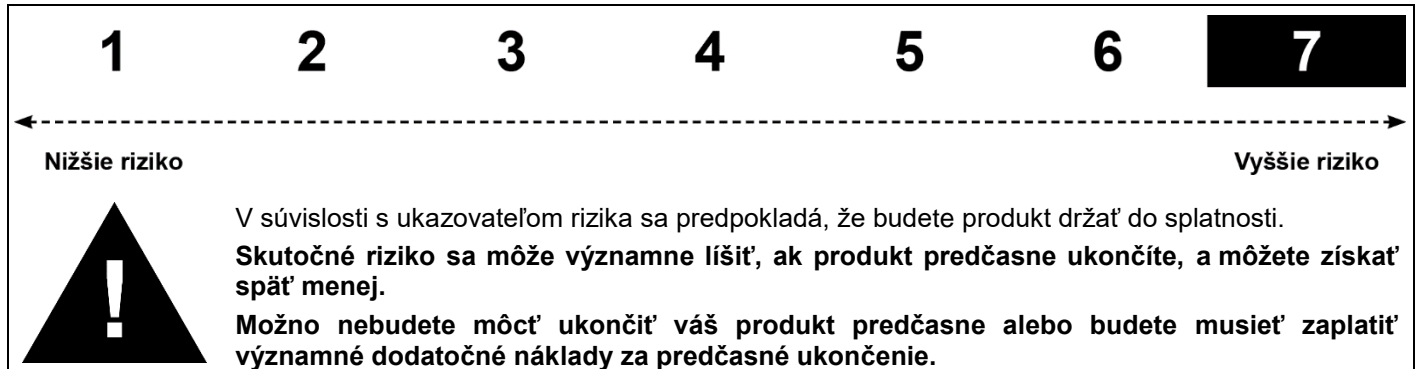 1 2 3 4 5 6 7
Nižšie riziko Vyššie riziko
!
V súvislosti s ukazovateľom rizika sa predpokladá, že budete produkt držať do splatnosti.
Skutočné riziko sa môže významne líšiť, ak produkt predčasne ukončíte, a môžete získať
späť menej.
Možno nebudete môcť ukončiť váš produkt predčasne alebo budete musieť zaplatiť
významné dodatočné náklady za predčasné ukončenie.